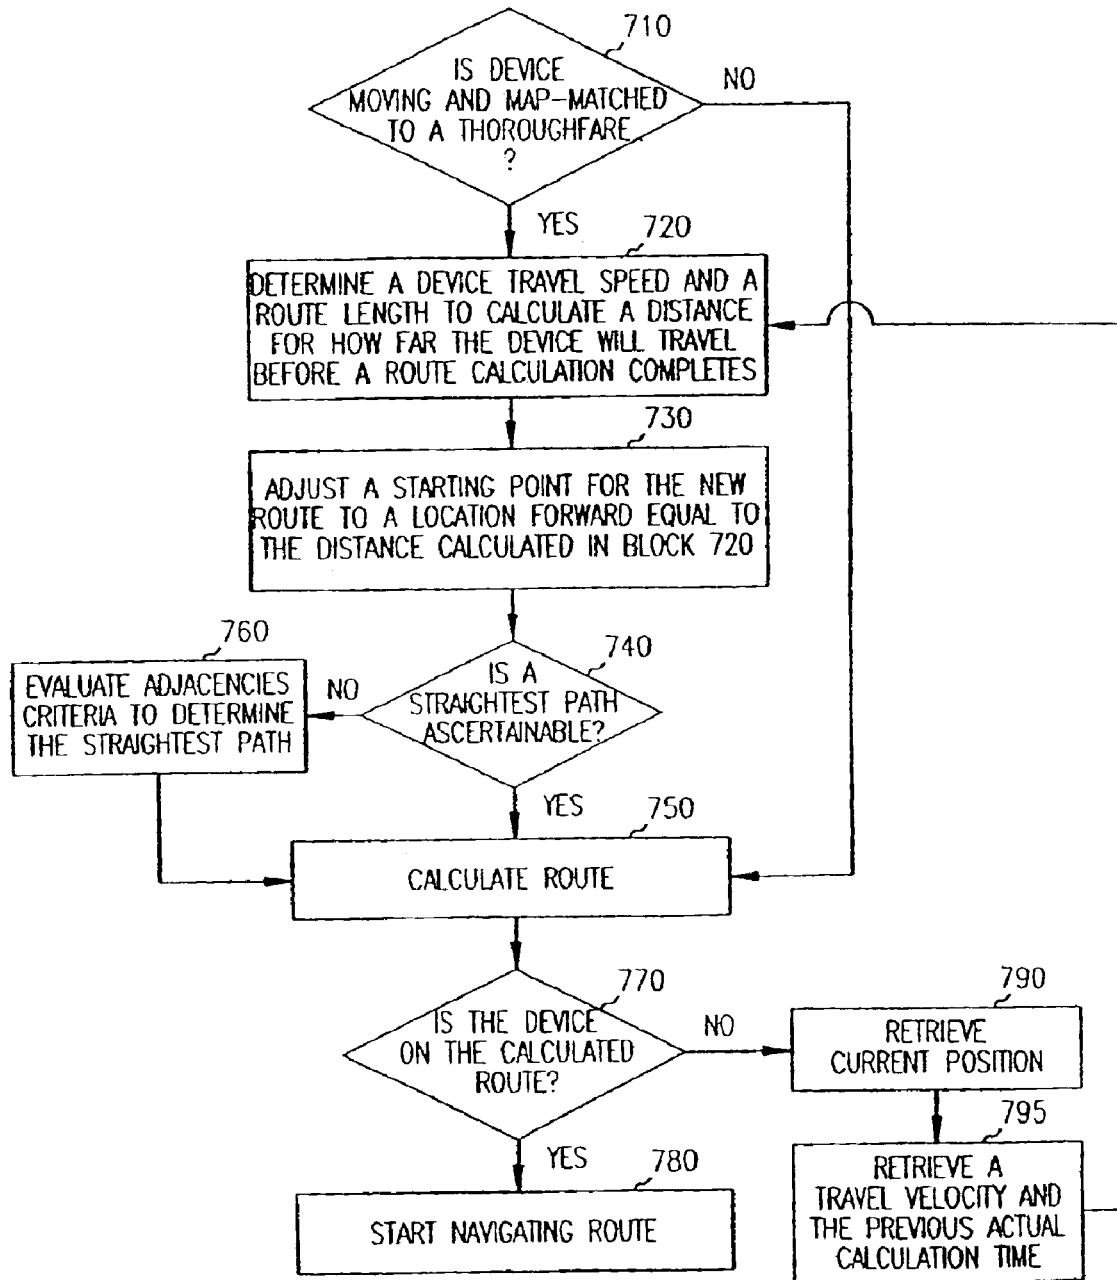 710
IS DEVICE
MOVING AND MAP-MATCHED
TO A THOROUGHFARE
?
NO
YES
720
DETERMINE A DEVICE TRAVEL SPEED AND A
ROUTE LENGTH TO CALCULATE A DISTANCE
FOR HOW FAR THE DEVICE WILL TRAVEL
BEFORE A ROUTE CALCULATION COMPLETES
730
ADJUST A STARTING POINT FOR THE NEW
ROUTE TO A LOCATION FORWARD EQUAL TO
THE DISTANCE CALCULATED IN BLOCK 720
740
IS A
STRAIGHTEST PATH
ASCERTAINABLE?
NO
760
EVALUATE ADJACENCIES
CRITERIA TO DETERMINE
THE STRAIGHTEST PATH
YES
750
CALCULATE ROUTE
770
IS THE DEVICE
ON THE CALCULATED
ROUTE?
NO
790
RETRIEVE
CURRENT POSITION
795
RETRIEVE A
TRAVEL VELOCITY AND
THE PREVIOUS ACTUAL
CALCULATION TIME
YES
780
START NAVIGATING ROUTE